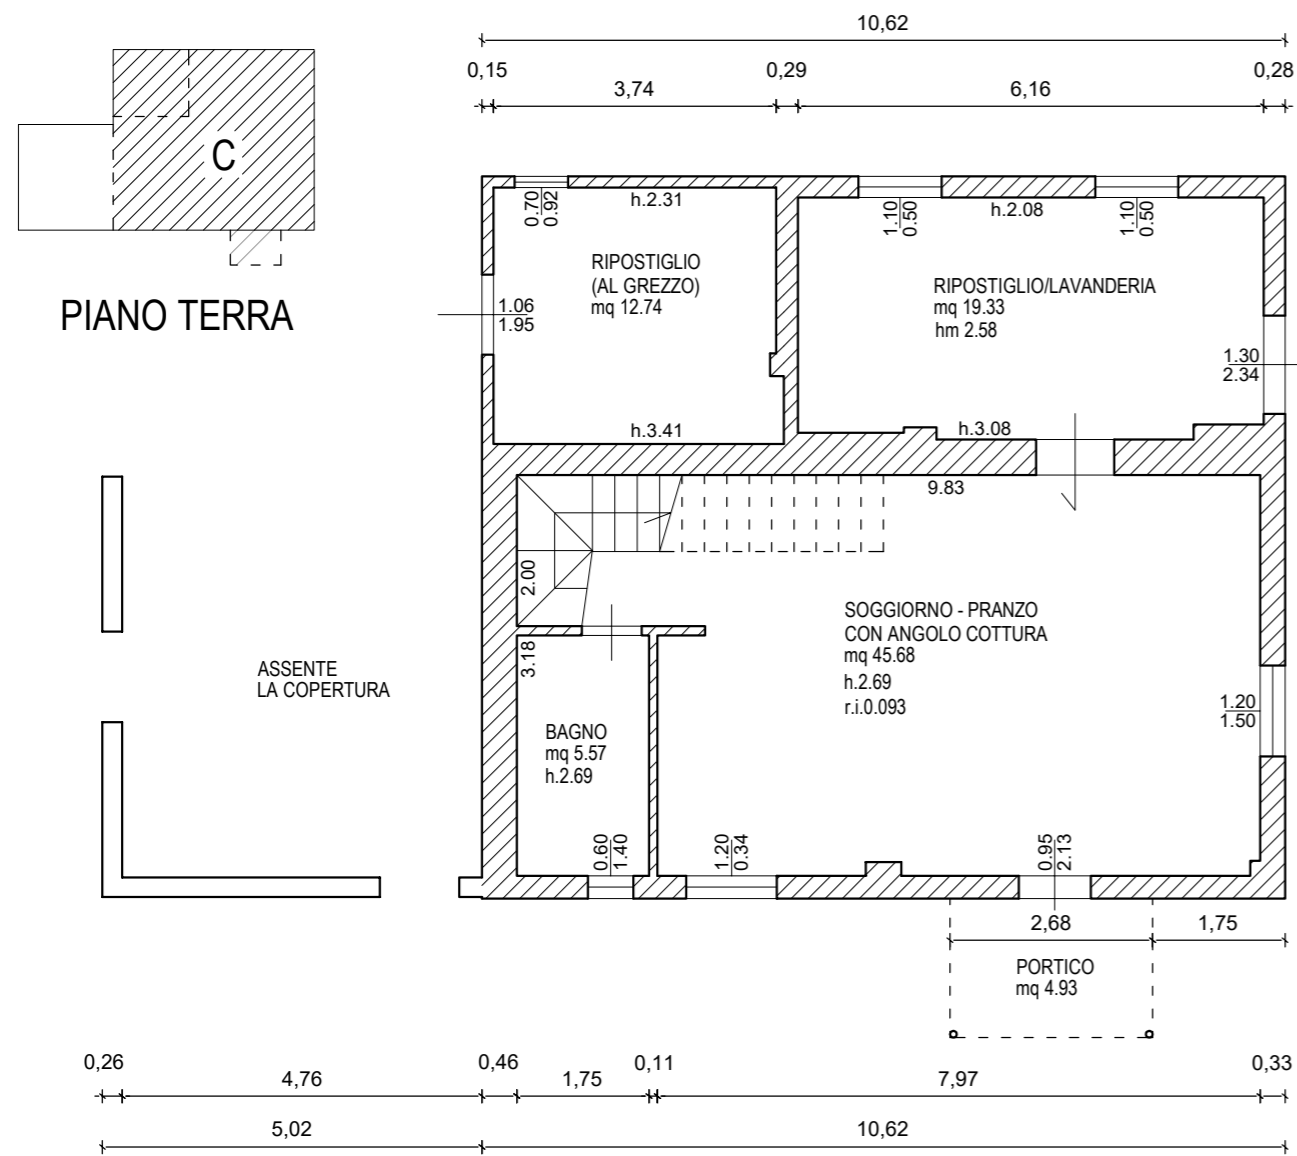 10,62
0,15
0,29
0,28
3,74
6,16
C
PIANO TERRA
0.70
0.92
h.2.31
1.10
0.50
h.2.08
1.10
0.50
RIPOSTIGLIO
(AL GREZZO)
mq 12.74
RIPOSTIGLIO/LAVANDERIA
mq 19.33
hm 2.58
1.06
1.95
1.30
2.34
h.3.41
h.3.08
9.83
2.00
3.18
SOGGIORNO - PRANZO
CON ANGOLO COTTURA
mq 45.68
h.2.69
r.i.0.093
ASSENTE
LA COPERTURA
1.20
1.50
BAGNO
mq 5.57
h.2.69
0.60
1.40
1.20
0.34
0.95
2.13
2,68
1,75
PORTICO
mq 4.93
0,26
0,46
0,11
0,33
4,76
1,75
7,97
5,02
10,62